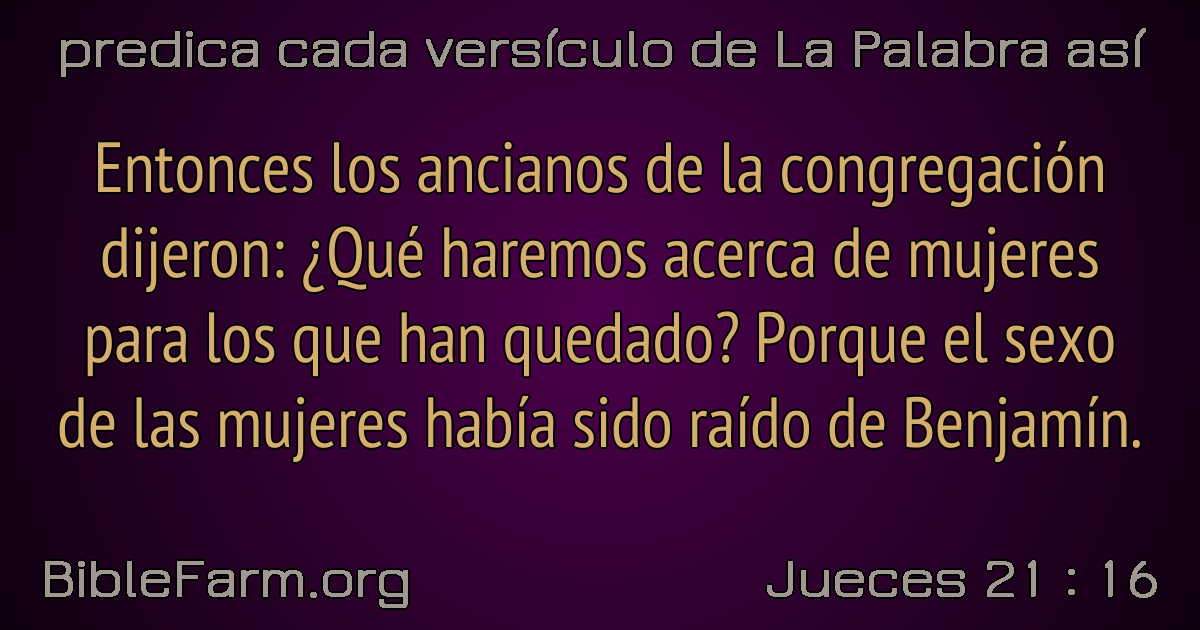 predica cada versículo de La Palabra así
Entonces los ancianos de la congregación
dijeron: ¿Qué haremos acerca de mujeres
para los que han quedado? Porque el sexo
de las mujeres había sido raído de Benjamín.
BibleFarm.org
Jueces 21 : 16